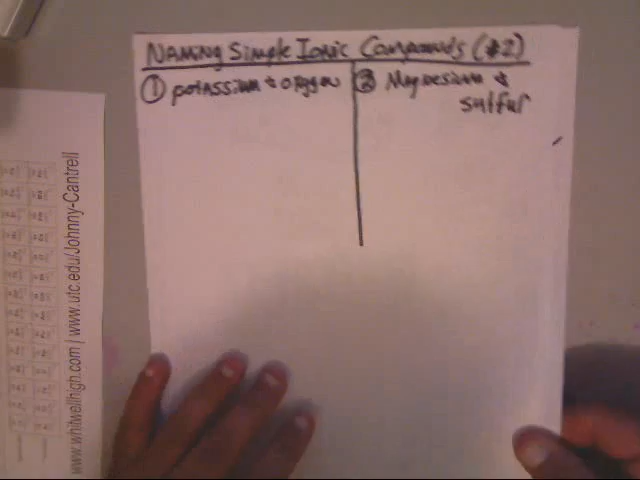 Naming Simple Ionic Compounds (#2)
① potassium & oxygen
② Magnesium &
sulfur
www.whitwellhigh.com | www.utc.edu/Johnny-Cantrell